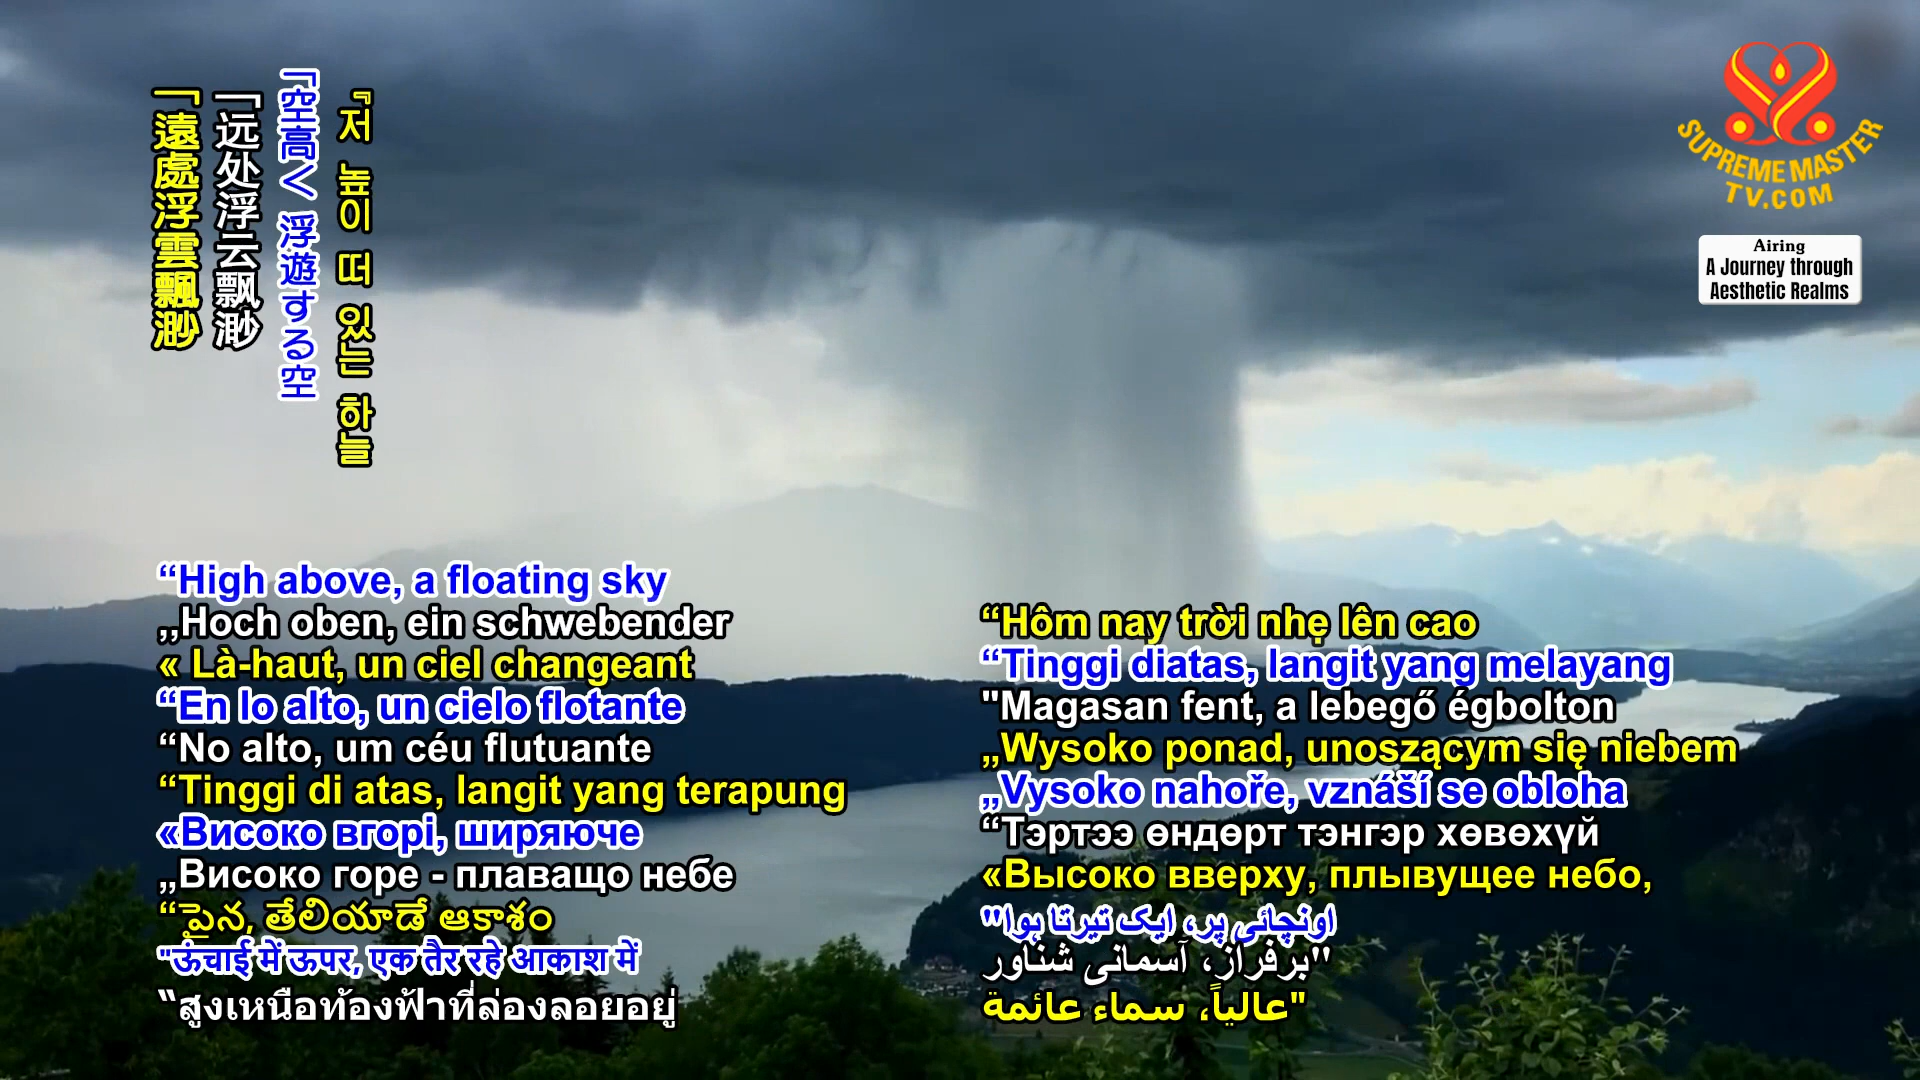 「遠處浮雲飄渺
「远处浮云飘渺
「空高く 浮遊する空
『저 높이 떠 있는 하늘
SUPREME MASTER
TV.COM
Airing
A Journey through
Aesthetic Realms
“High above, a floating sky
„Hoch oben, ein schwebender
« Là-haut, un ciel changeant
“En lo alto, un cielo flotante
“No alto, um céu flutuante
“Tinggi di atas, langit yang terapung
«Високо вгорі, ширяюче
„Високо горе - плаващо небе
“పైన, తేలియాడే ఆకాశం
"ऊंचाई में ऊपर, एक तैर रहे आकाश में
“สูงเหนือท้องฟ้าที่ล่องลอยอยู่
“Hôm nay trời nhẹ lên cao
“Tinggi diatas, langit yang melayang
"Magasan fent, a lebegő égbolton
„Wysoko ponad, unoszącym się niebem
„Vysoko nahoře, vznáší se obloha
“Тэртээ өндөрт тэнгэр хөвөхүй
«Высоко вверху, плывущее небо,
اونچائی پر، ایک تیرتا ہوا"
"برفراز، آسمانی شناور
"عالياً، سماء عائمة